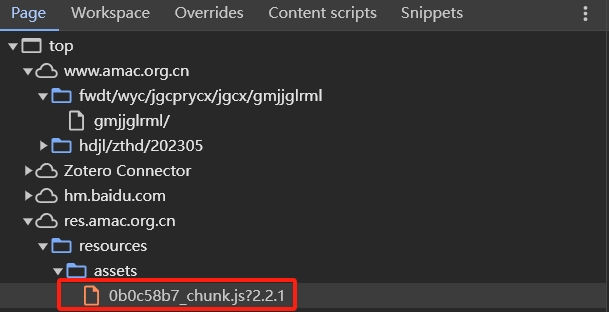 Page Workspace Overrides Content scripts Snippets
top
www.amac.org.cn
fwdt/wyc/jgcprycx/jgcx/gmjjglrml
gmjjglrml/
hdjl/zthd/202305
Zotero Connector
hm.baidu.com
res.amac.org.cn
resources
assets
0b0c58b7_chunk.js?2.2.1